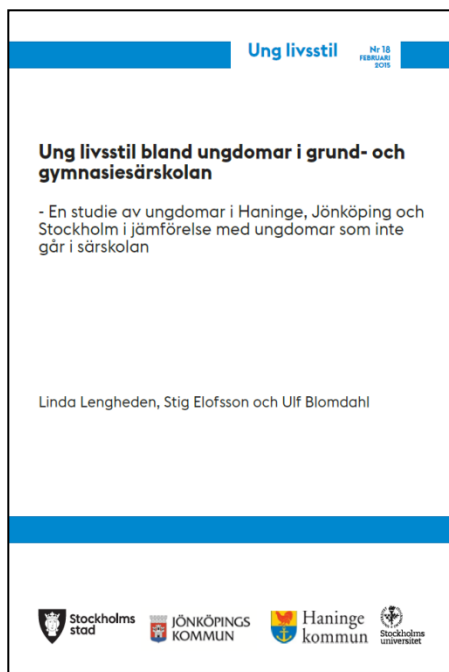 Ung livsstil
Nr 18
FEBRUARI
2015
Ung livsstil bland ungdomar i grund- och
gymnasiesärskolan
- En studie av ungdomar i Haninge, Jönköping och
Stockholm i jämförelse med ungdomar som inte
går i särskolan
Linda Lengheden, Stig Elofsson och Ulf Blomdahl
Stockholms
stad
JÖNKÖPINGS
KOMMUN
Haninge
kommun
Stockholms
universitet